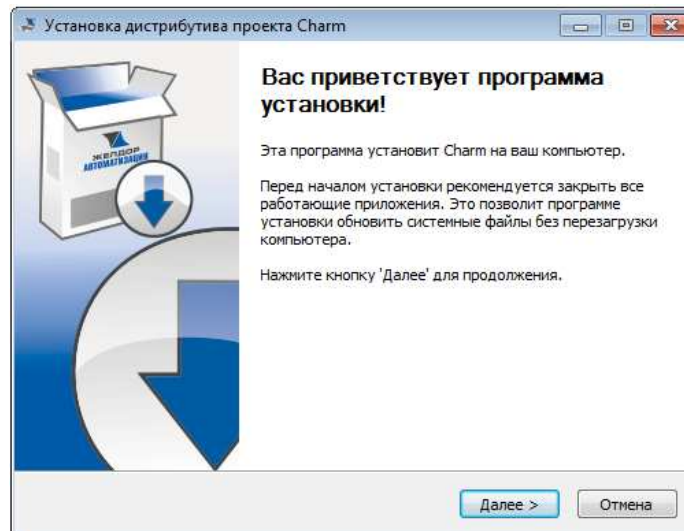 Установка дистрибутива проекта Charm
Вас приветствует программа
установки!
Эта программа установит Charm на ваш компьютер.
Перед началом установки рекомендуется закрыть все
работающие приложения. Это позволит программе
установки обновить системные файлы без перезагрузки
компьютера.
Нажмите кнопку 'Далее' для продолжения.
ЖЕЛДОР
АВТОМАТИЗАЦИЯ
Далее >
Отмена